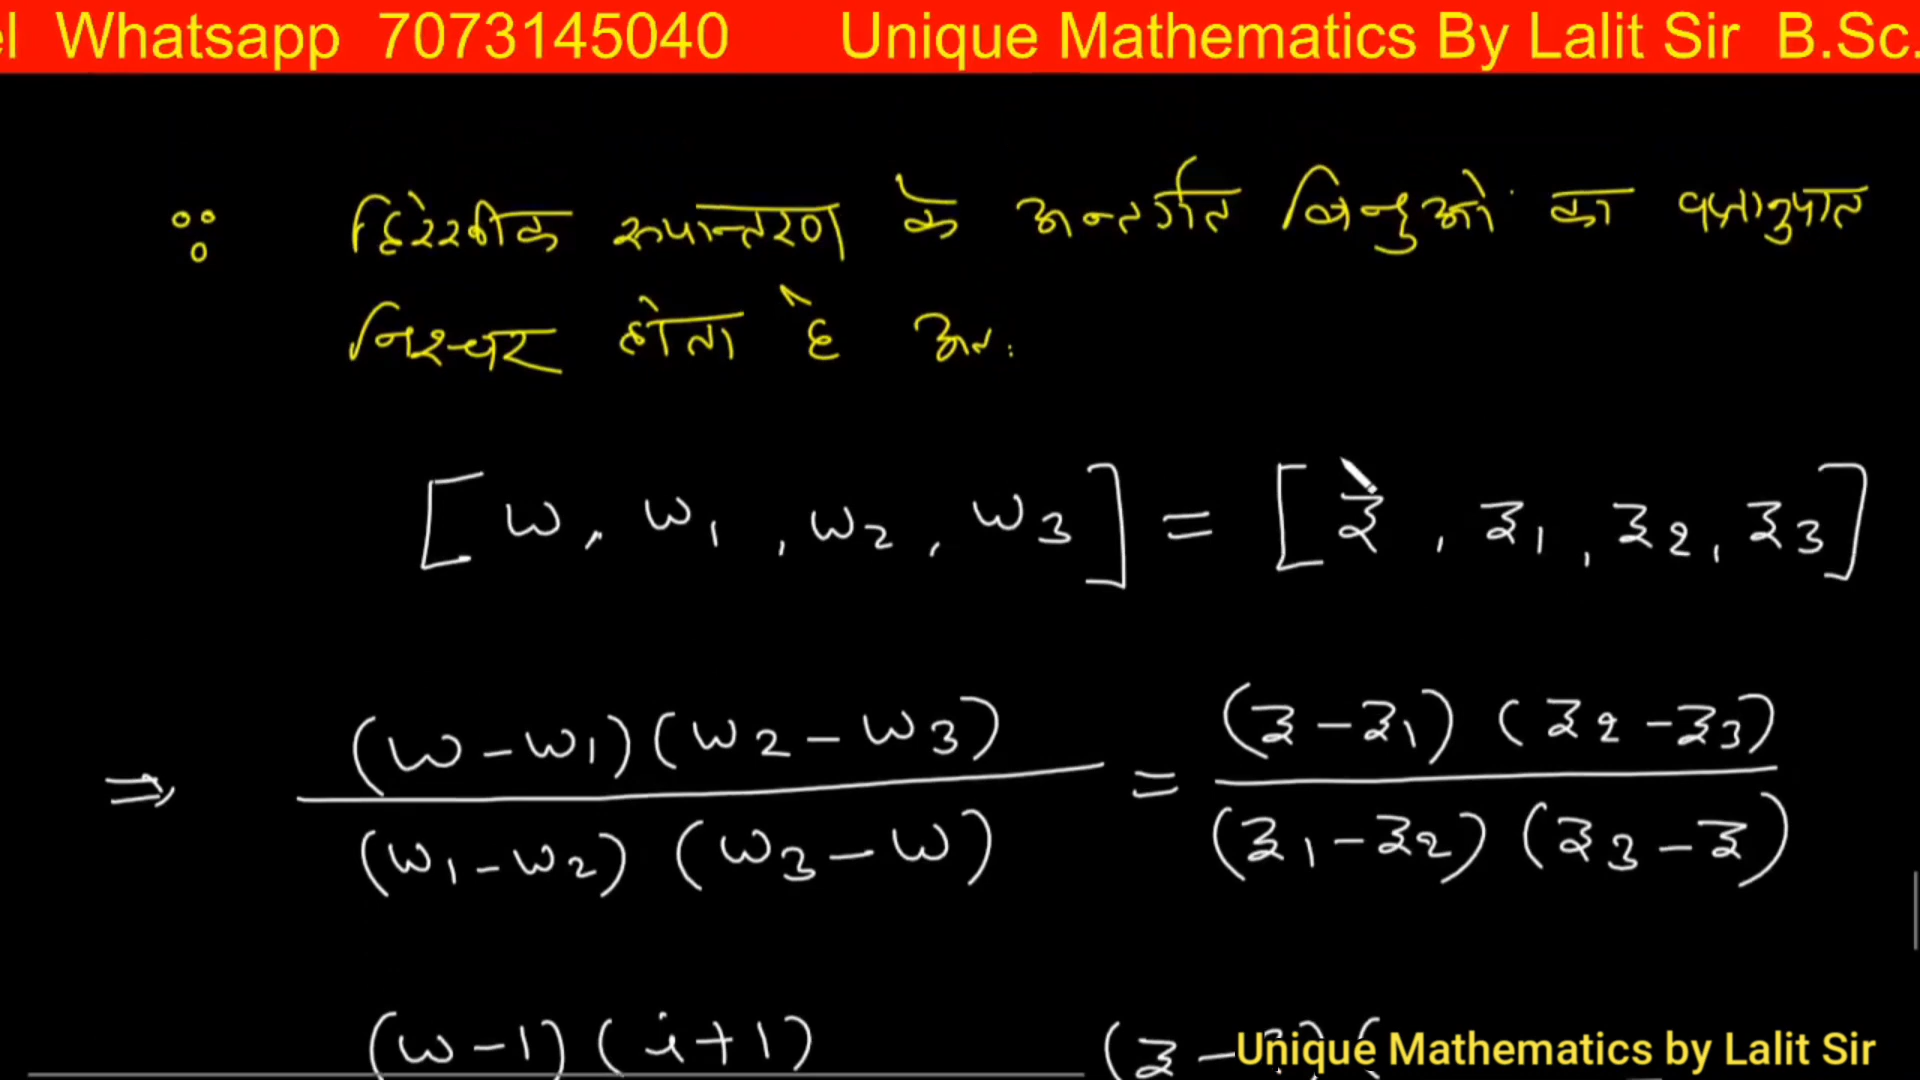 el Whatsapp 7073145040 Unique Mathematics By Lalit Sir B.Sc.
∵ द्विरेखीक रूपान्तरण के अन्तर्गत बिन्दुओं का वज्रानुपात
निश्चर होता है अतः
[w, w₁, w₂, w₃] = [z, z₁, z₂, z₃]
⇒ (w-w₁)(w₂-w₃) / (w₁-w₂)(w₃-w) = (z-z₁)(z₂-z₃) / (z₁-z₂)(z₃-z)
(w-1)(i+1) (z-
Unique Mathematics by Lalit Sir